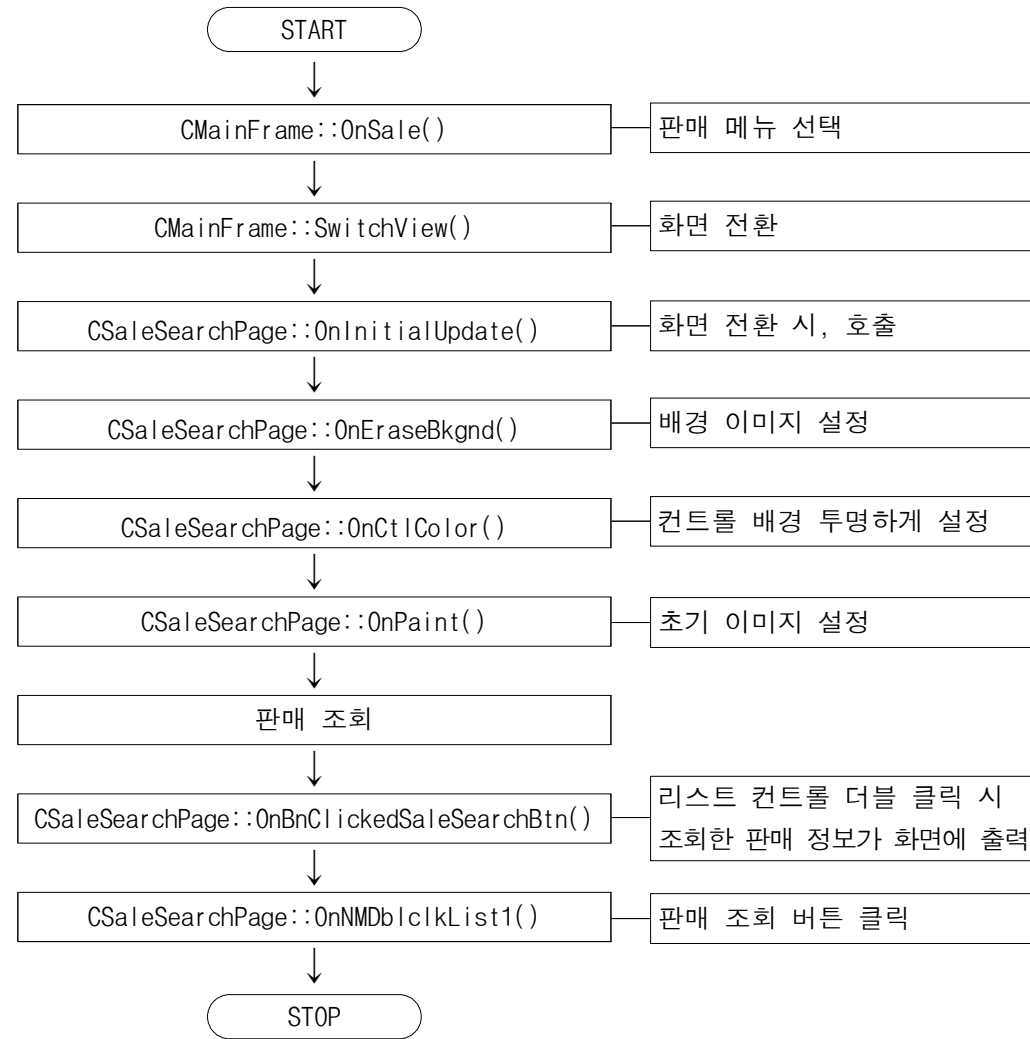 START
CMainFrame::OnSale()
판매 메뉴 선택
CMainFrame::SwitchView()
화면 전환
CSaleSearchPage::OnInitialUpdate()
화면 전환 시, 호출
CSaleSearchPage::OnEraseBkgnd()
배경 이미지 설정
CSaleSearchPage::OnCtlColor()
컨트롤 배경 투명하게 설정
CSaleSearchPage::OnPaint()
초기 이미지 설정
판매 조회
CSaleSearchPage::OnBnClickedSaleSearchBtn()
리스트 컨트롤 더블 클릭 시
조회한 판매 정보가 화면에 출력
CSaleSearchPage::OnNMDblclkList1()
판매 조회 버튼 클릭
STOP